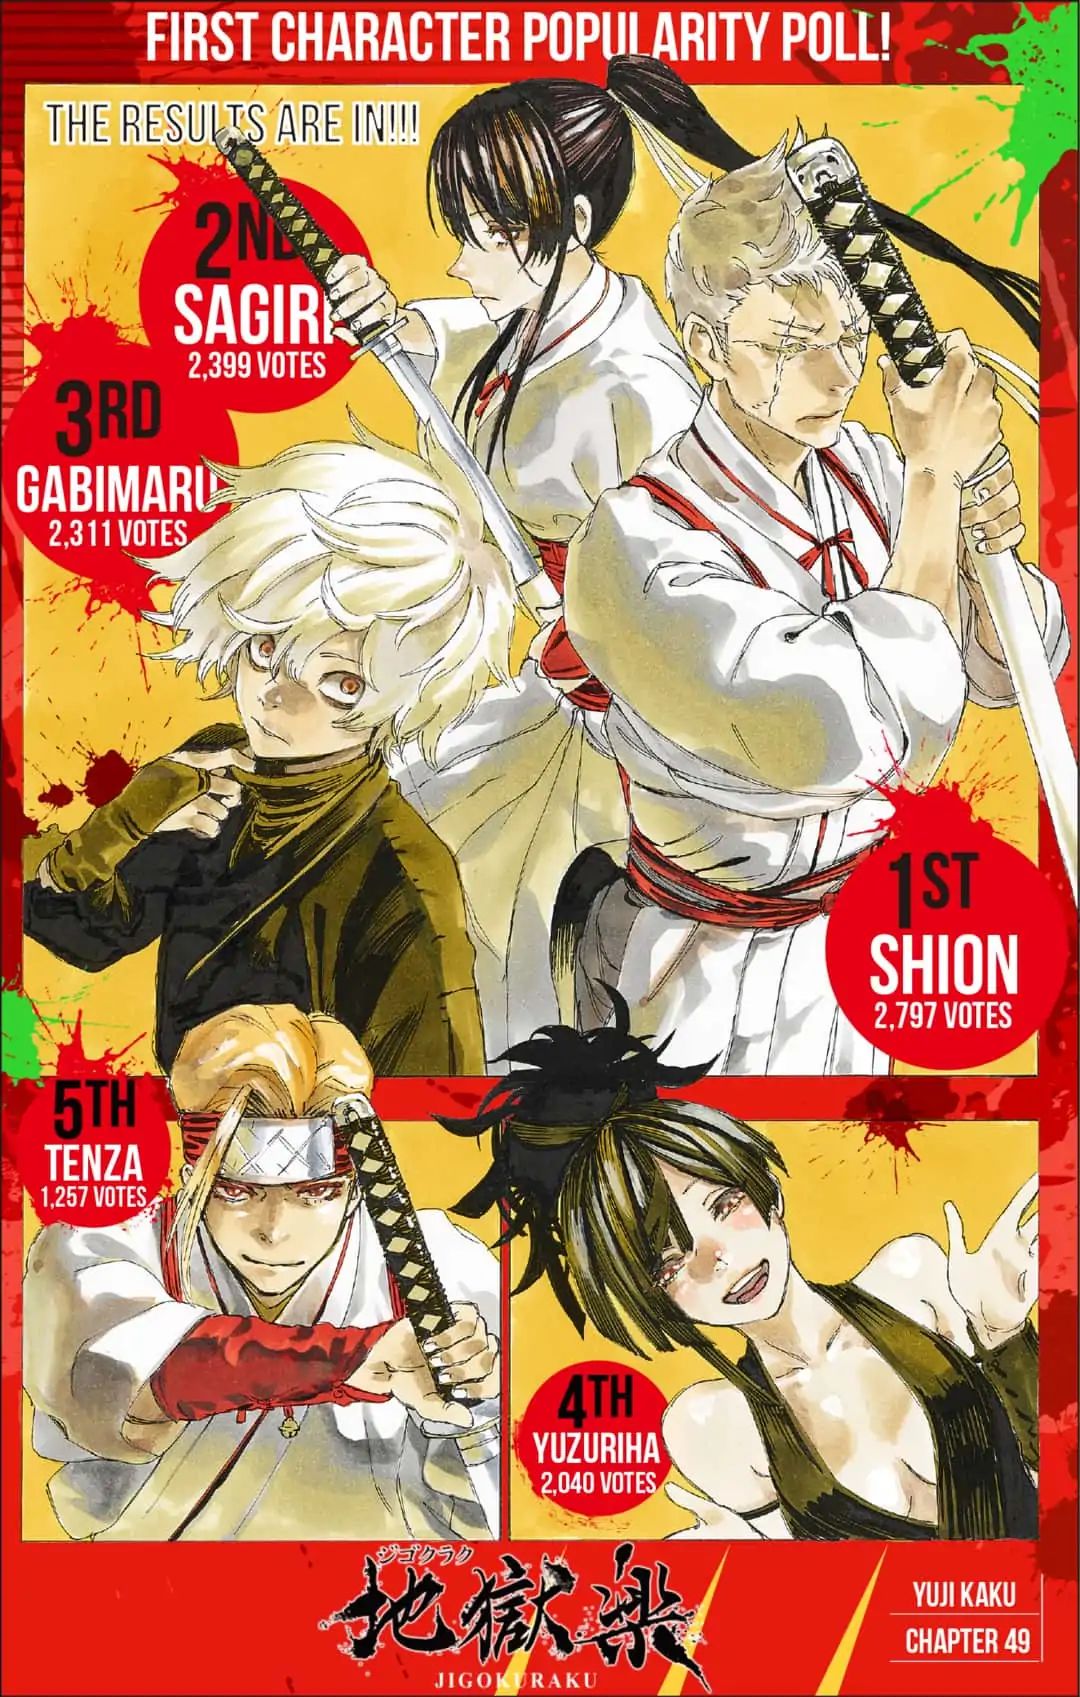 FIRST CHARACTER POPULARITY POLL!
THE RESULTS ARE IN!!!
2ND
SAGIRI
2,399 VOTES
3RD
GABIMARU
2,311 VOTES
1ST
SHION
2,797 VOTES
5TH
TENZA
1,257 VOTES
4TH
YUZURIHA
2,040 VOTES
ジゴクラク
地獄楽
JIGOKURAKU
YUJI KAKU
CHAPTER 49